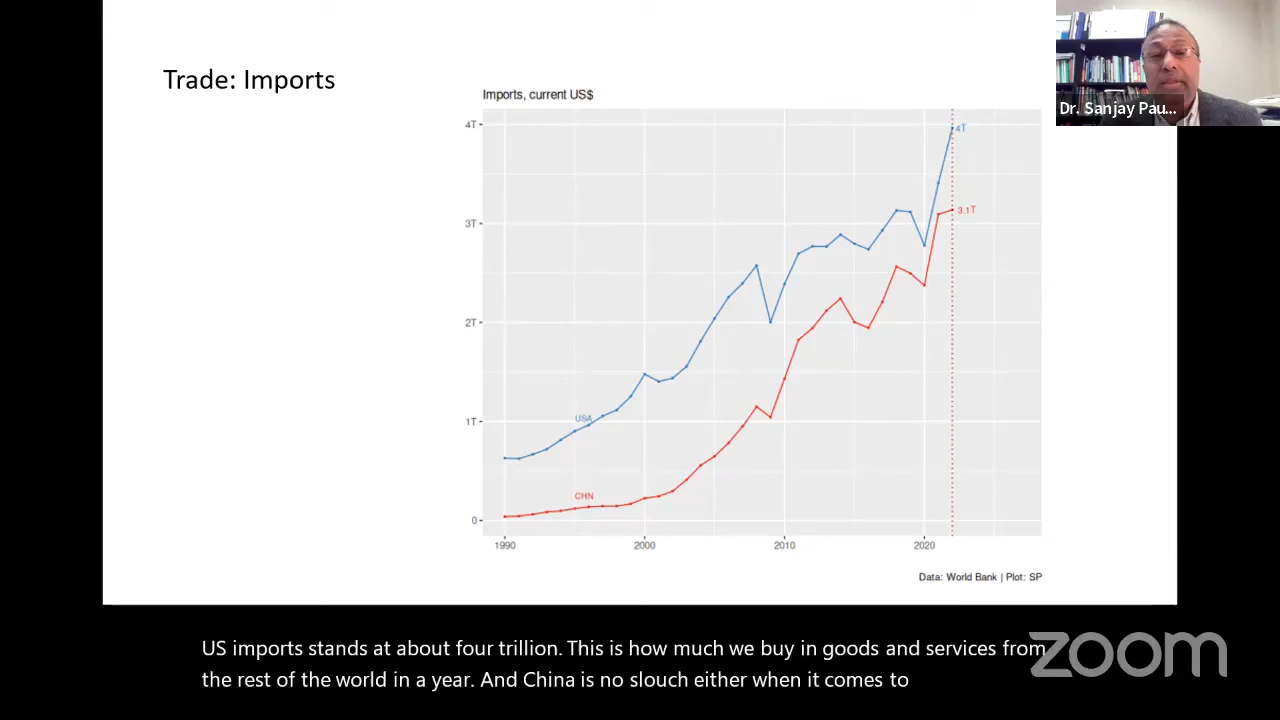 Trade: Imports
Imports, current US$
Dr. Sanjay Pau...
4T
4T
3.1T
3T
2T
USA
1T
CHN
0
1990 2000 2010 2020
Data: World Bank | Plot: SP
US imports stands at about four trillion. This is how much we buy in goods and services from
the rest of the world in a year. And China is no slouch either when it comes to
zoom